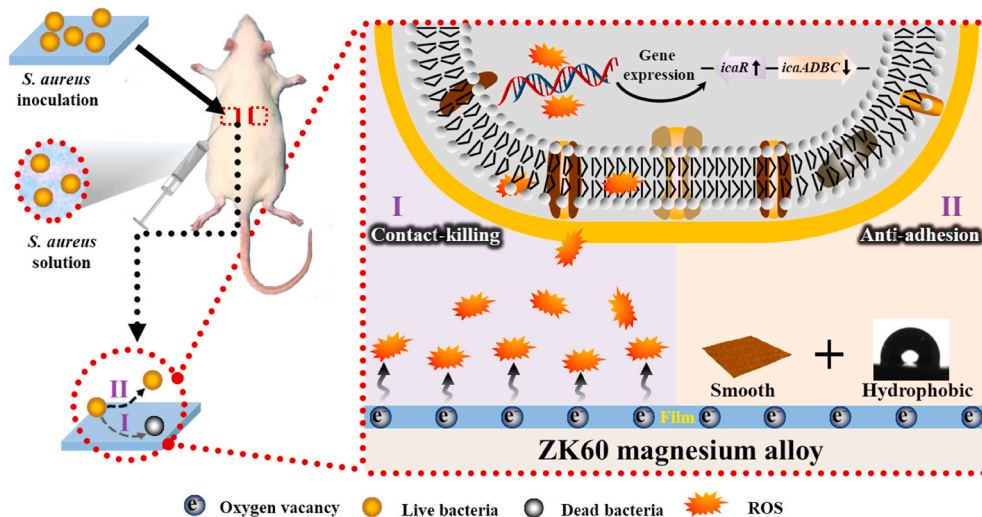 S. aureus
inoculation
S. aureus
solution
II
I
Gene
expression
icaR
icaADBC
I
Contact-killing
II
Anti-adhesion
Smooth
+
Hydrophobic
e⁻ e⁻ e⁻ e⁻ e⁻ Film e⁻ e⁻ e⁻ e⁻ e⁻
ZK60 magnesium alloy
e⁻ Oxygen vacancy Live bacteria Dead bacteria ROS